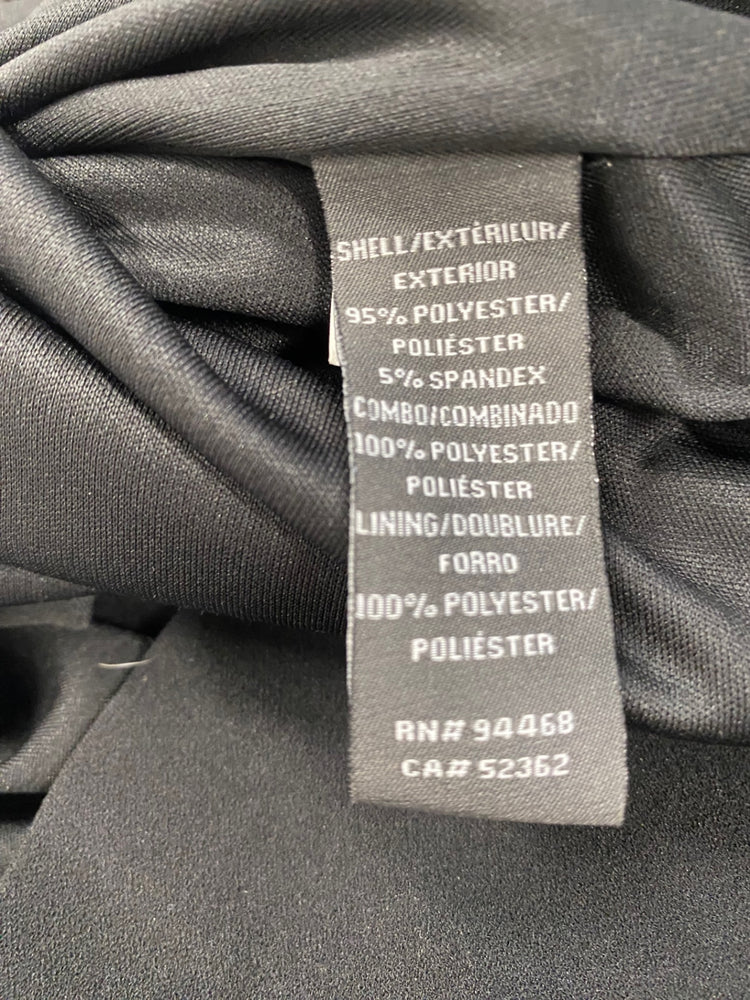 SHELL/EXTÉRIEUR/
EXTERIOR
95% POLYESTER/
POLIÉSTER
5% SPANDEX
COMBO/COMBINADO
100% POLYESTER/
POLIÉSTER
LINING/DOUBLURE/
FORRO
100% POLYESTER/
POLIÉSTER
RN# 94468
CA# 52362